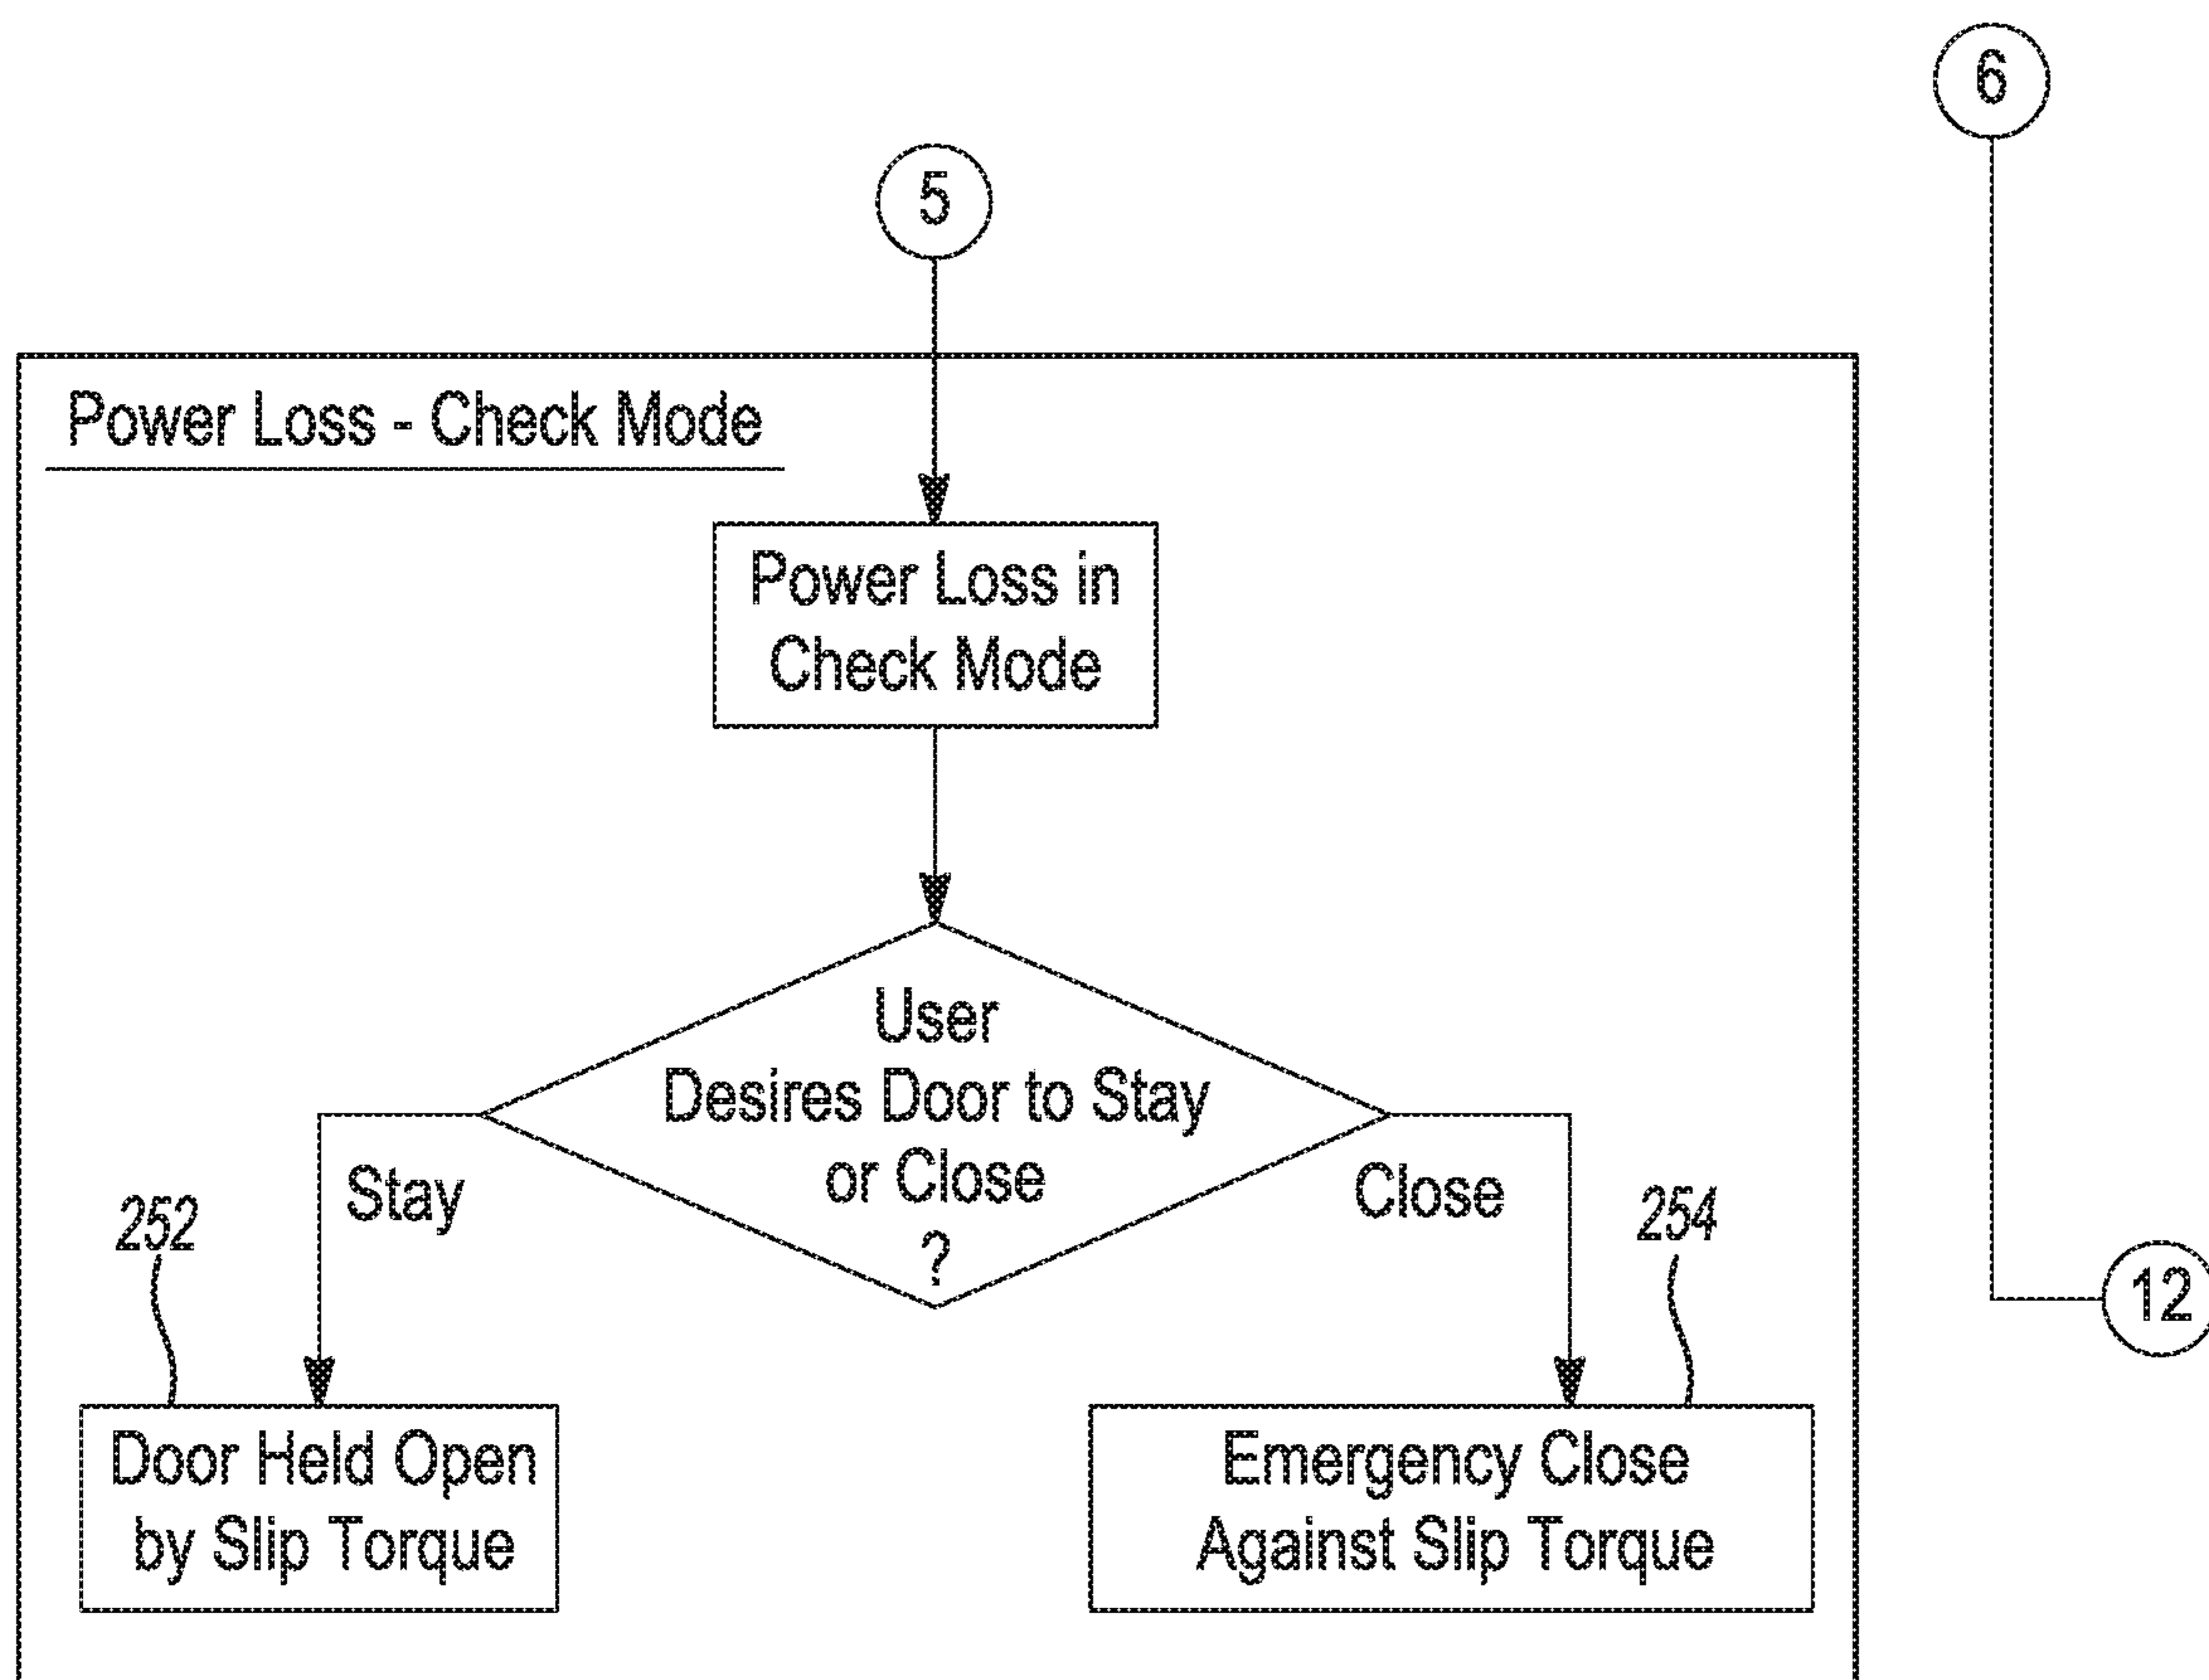 6
5
Power Loss - Check Mode
Power Loss in
Check Mode
User
Desires Door to Stay
or Close
?
Stay
Close
252
254
12
Door Held Open
by Slip Torque
Emergency Close
Against Slip Torque